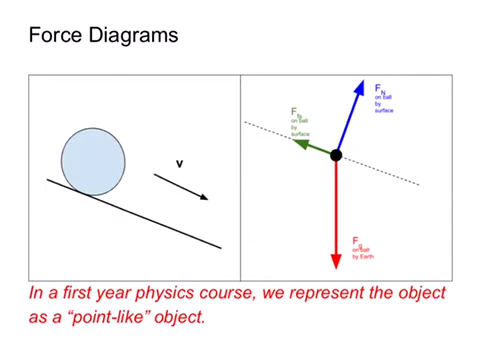 Force Diagrams
v
F
N
on ball
by
surface
F
on ball
by
surface
F
g
on ball
by Earth
In a first year physics course, we represent the object
as a “point-like” object.